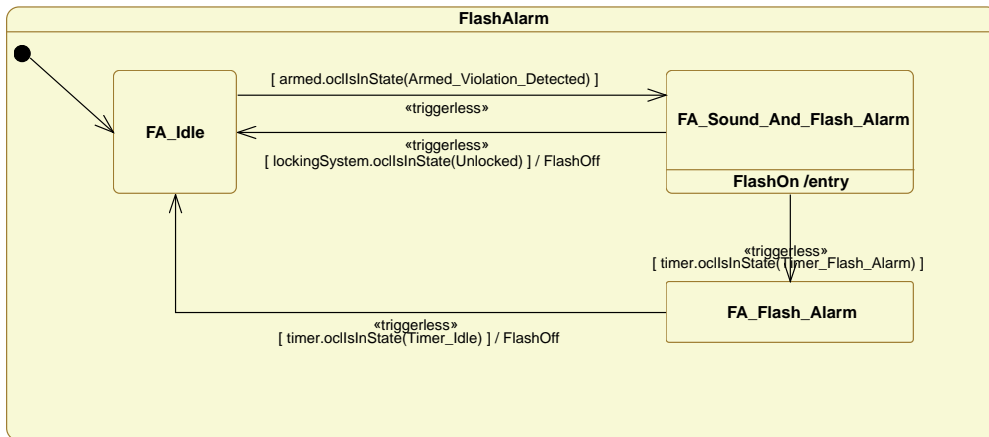 FlashAlarm
[ armed.oclIsInState(Armed_Violation_Detected) ]
«triggerless»
FA_Idle
FA_Sound_And_Flash_Alarm
«triggerless»
[ lockingSystem.oclIsInState(Unlocked) ] / FlashOff
FlashOn /entry
«triggerless»
[ timer.oclIsInState(Timer_Flash_Alarm) ]
FA_Flash_Alarm
«triggerless»
[ timer.oclIsInState(Timer_Idle) ] / FlashOff